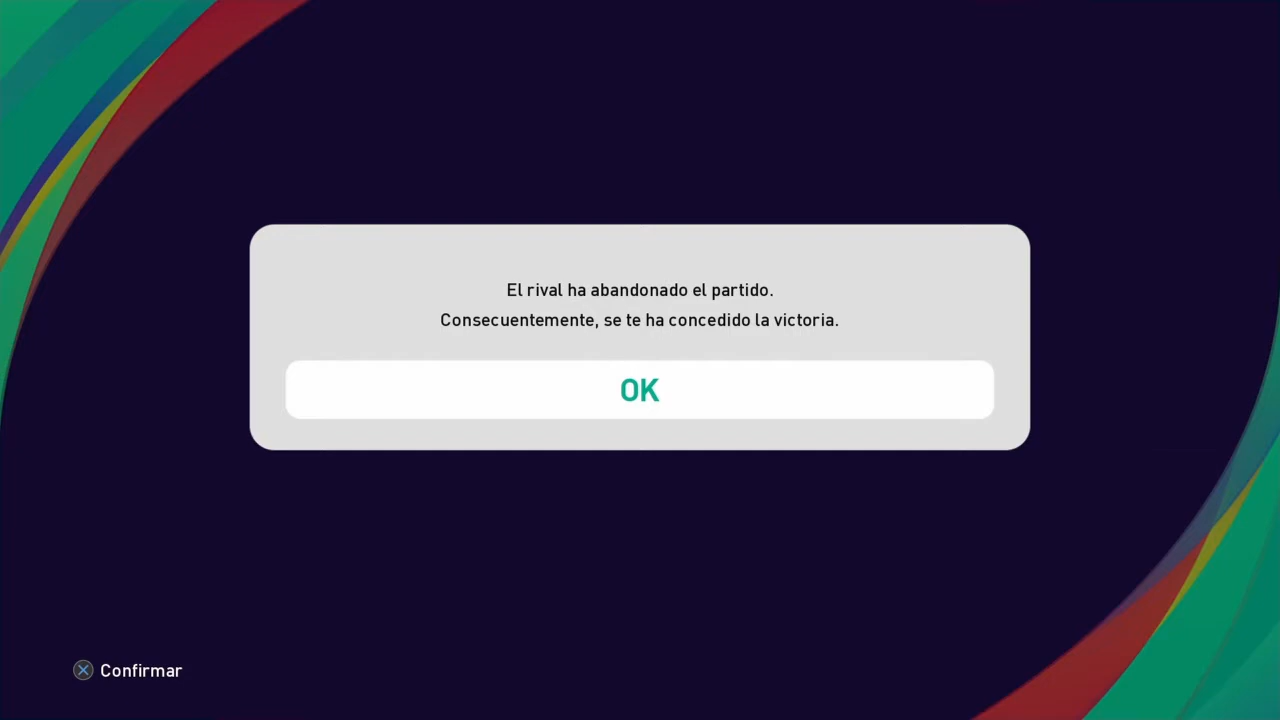 El rival ha abandonado el partido.
Consecuentemente, se te ha concedido la victoria.
OK
Confirmar